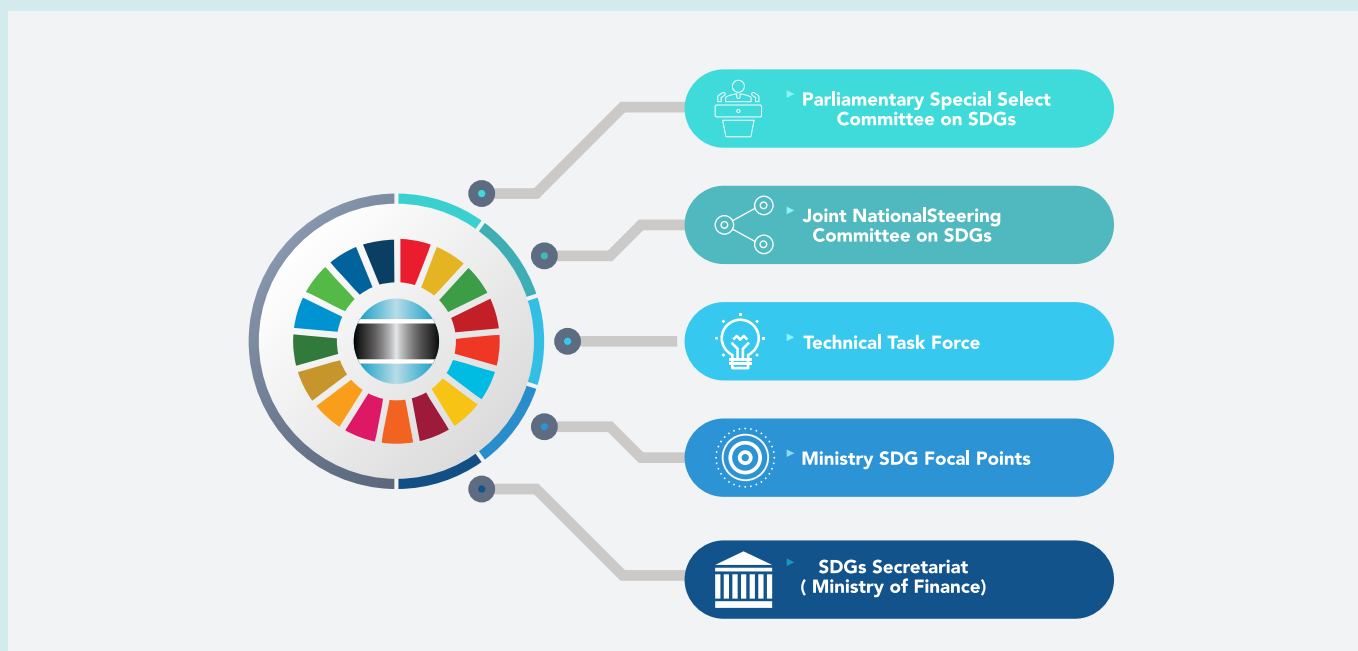 Parliamentary Special Select
Committee on SDGs
Joint NationalSteering
Committee on SDGs
Technical Task Force
Ministry SDG Focal Points
SDGs Secretariat
( Ministry of Finance)